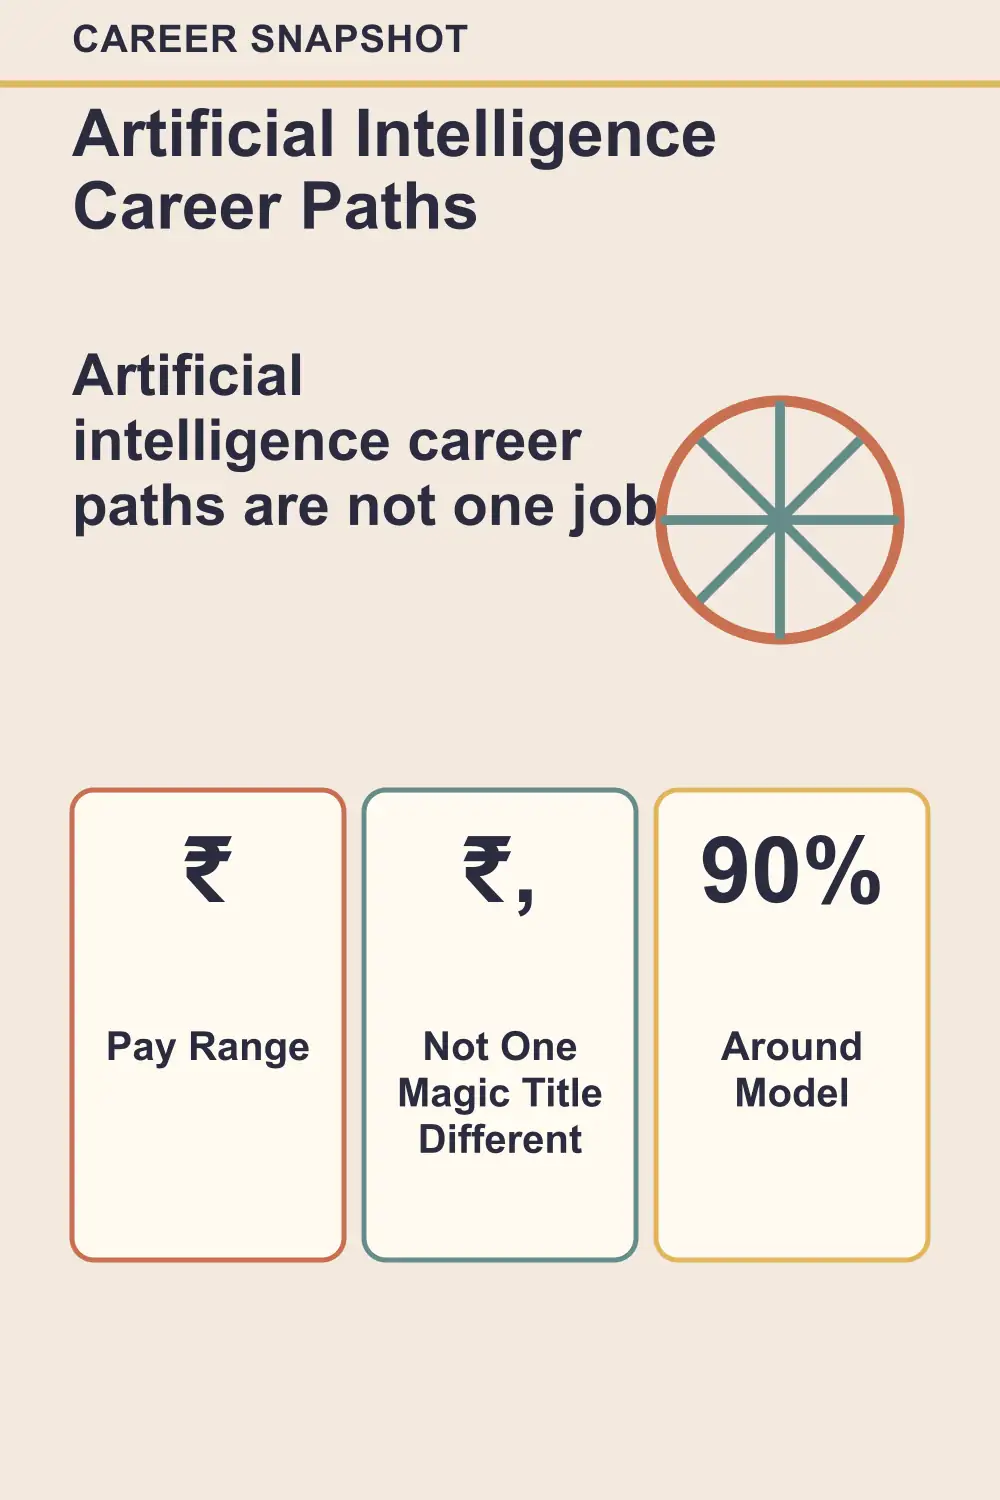 CAREER SNAPSHOT
Artificial Intelligence
Career Paths
Artificial
intelligence career
paths are not one job
₹
Pay Range
₹,
Not One
Magic Title
Different
90%
Around
Model